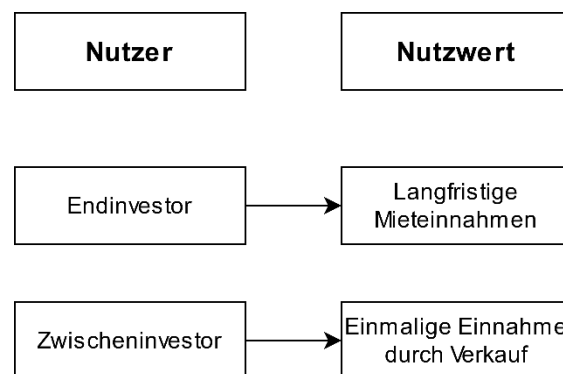 Nutzer
Nutzwert
Endinvestor
Langfristige
Mieteinnahmen
Zwischeninvestor
Einmalige Einnahme
durch Verkauf